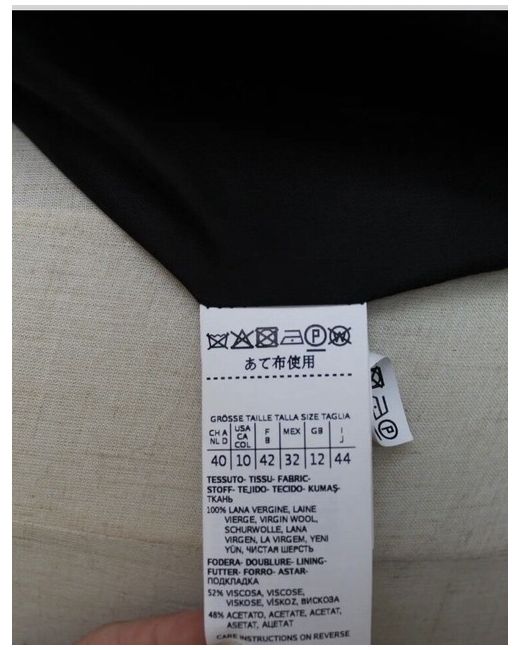 P W
あて布使用
GRÖSSE TAILLE TALLA SIZE TAGLIA
CH A USA F MEX GB I
NL D CA B J
COL
40 10 42 32 12 44
TESSUTO- TISSU- FABRIC-
STOFF- TEJIDO- TECIDO- KUMAŞ-
ТКАНЬ
100% LANA VERGINE, LAINE
VIERGE, VIRGIN WOOL,
SCHURWOLLE, LANA
VIRGEN, LA VIRGEM, YENI
YÜN, ЧИСТАЯ ШЕРСТЬ
FODERA- DOUBLURE- LINING-
FUTTER- FORRO- ASTAR-
ПОДКЛАДКА
52% VISCOSA, VISCOSE,
VISKOSE, VİSKOZ, ВИСКОЗА
48% ACETATO, ACETATE, ACETAT,
ASETAT, АЦЕТАТ
CARE INSTRUCTIONS ON REVERSE
P